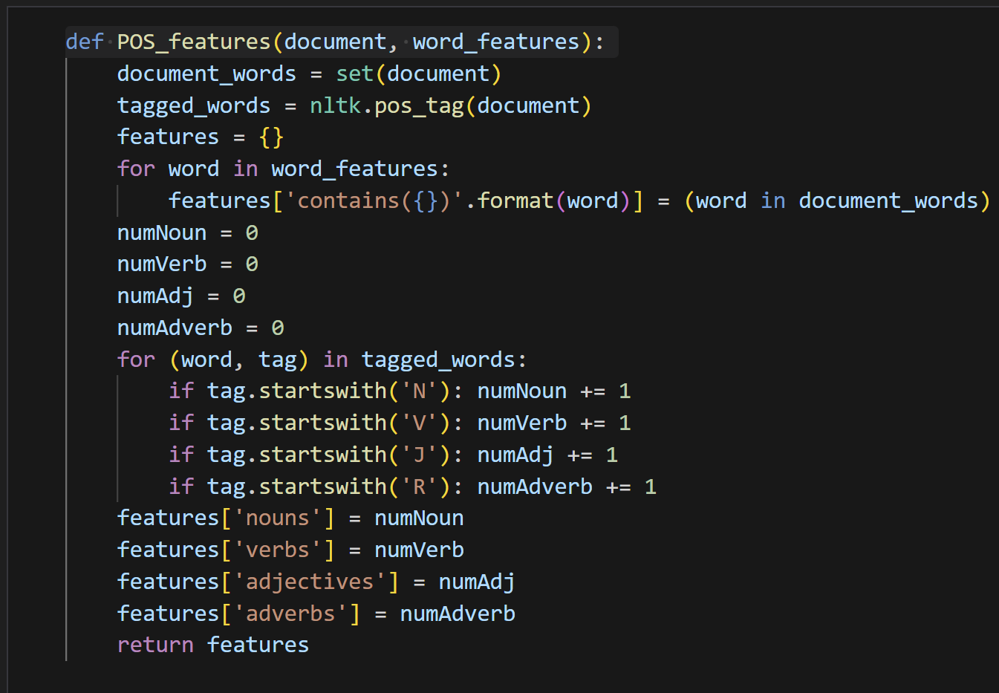 def POS_features(document, word_features):
    document_words = set(document)
    tagged_words = nltk.pos_tag(document)
    features = {}
    for word in word_features:
        features['contains({})'.format(word)] = (word in document_words)
    numNoun = 0
    numVerb = 0
    numAdj = 0
    numAdverb = 0
    for (word, tag) in tagged_words:
        if tag.startswith('N'): numNoun += 1
        if tag.startswith('V'): numVerb += 1
        if tag.startswith('J'): numAdj += 1
        if tag.startswith('R'): numAdverb += 1
    features['nouns'] = numNoun
    features['verbs'] = numVerb
    features['adjectives'] = numAdj
    features['adverbs'] = numAdverb
    return features